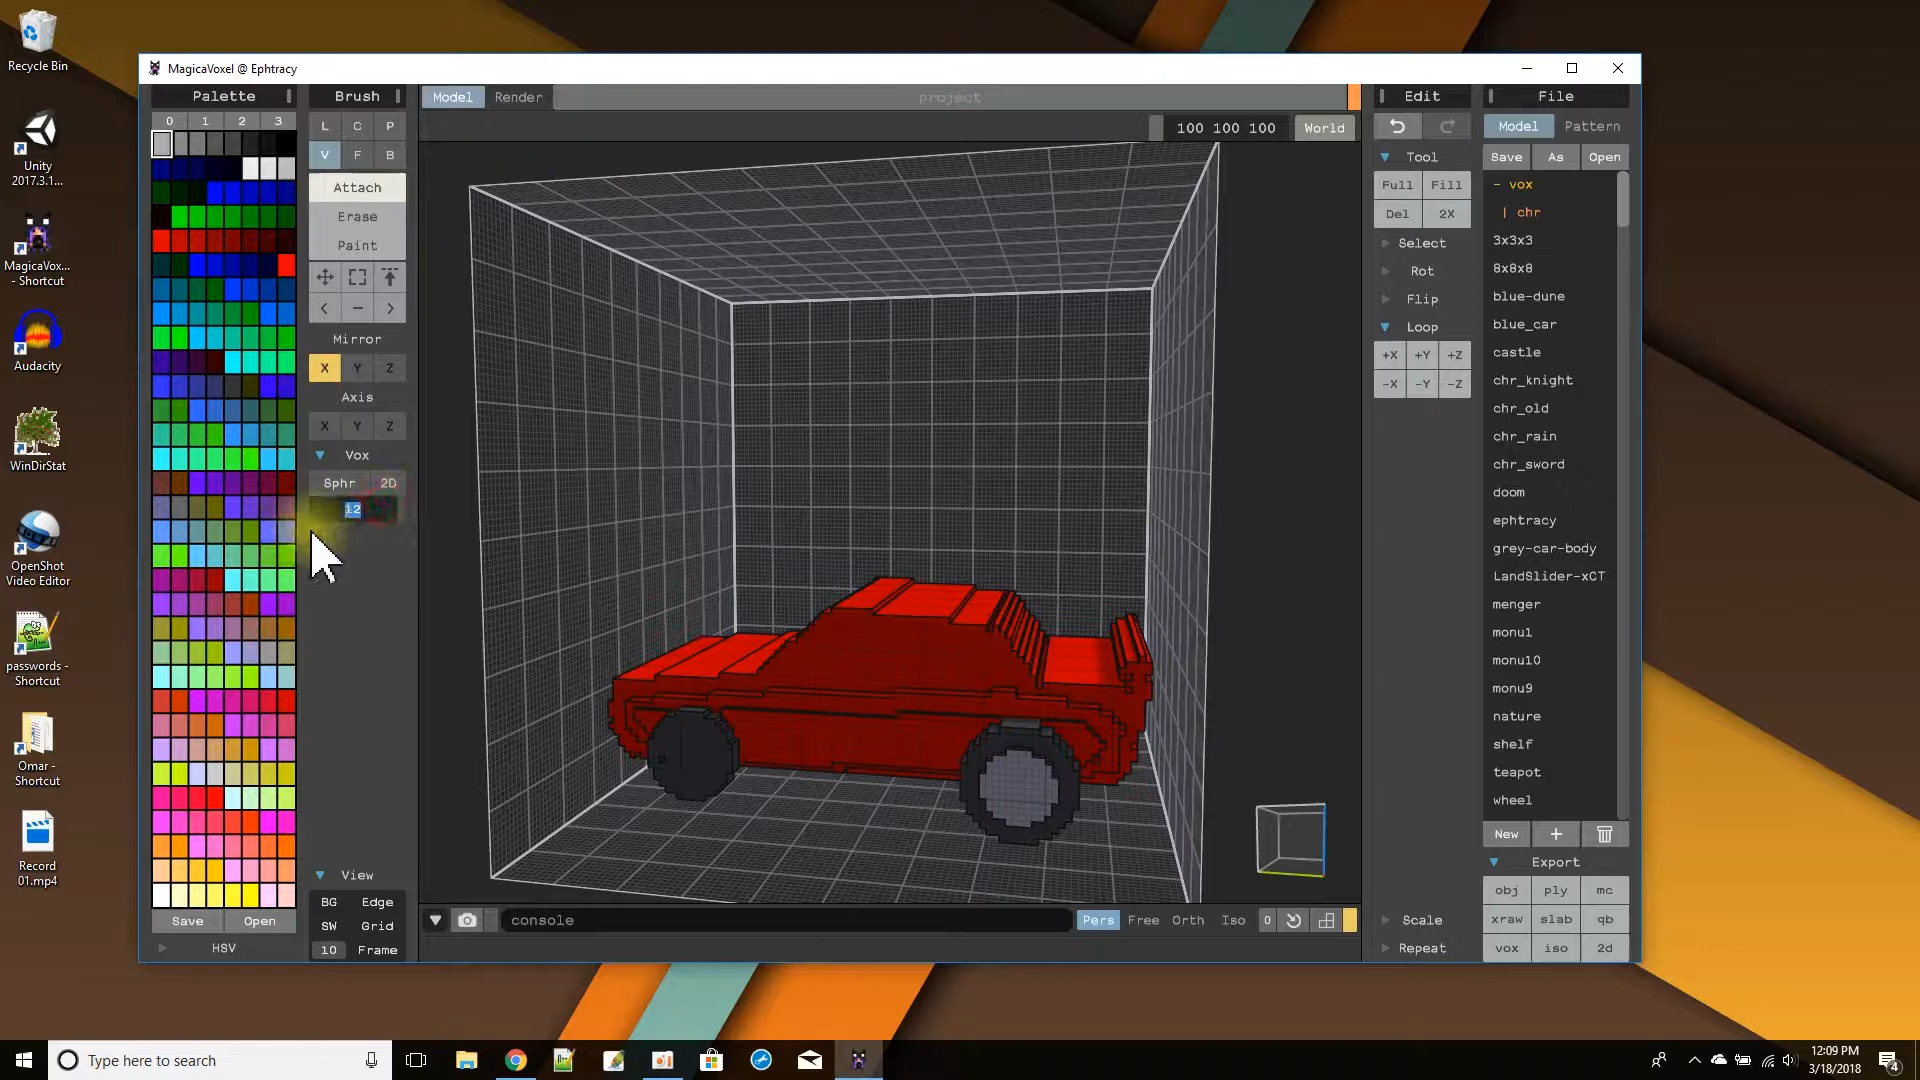 Recycle Bin
Unity
2017.3.1...
MagicaVox...
- Shortcut
Audacity
WinDirStat
OpenShot
Video Editor
passwords -
Shortcut
Omar -
Shortcut
Record
01.mp4
MagicaVoxel @ Ephtracy
Palette
0 1 2 3
Save Open
HSV
Brush
L C P
V F B
Attach
Erase
Paint
< − >
Mirror
X Y Z
Axis
X Y Z
Vox
Sphr 2D
12
View
BG Edge
SW Grid
10 Frame
Model Render project
100 100 100 World
console Pers Free Orth Iso 0
Edit
Tool
Full Fill
Del 2X
Select
Rot
Flip
Loop
+X +Y +Z
-X -Y -Z
Scale
Repeat
File
Model Pattern
Save As Open
- vox
| chr
3x3x3
8x8x8
blue-dune
blue_car
castle
chr_knight
chr_old
chr_rain
chr_sword
doom
ephtracy
grey-car-body
LandSlider-xCT
menger
monu1
monu10
monu9
nature
shelf
teapot
wheel
New +
Export
obj ply mc
xraw slab qb
vox iso 2d
Type here to search
12:09 PM
3/18/2018
4